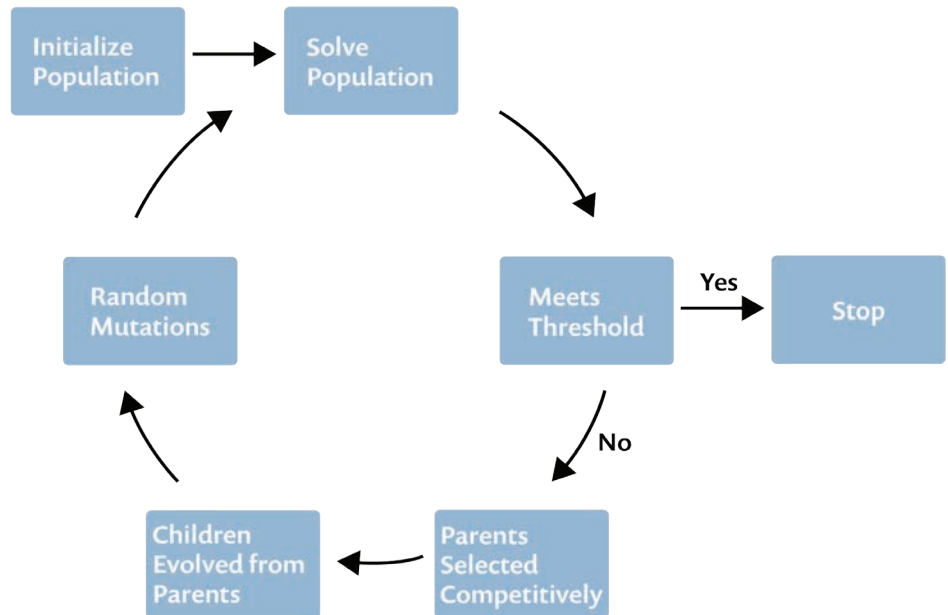 Initialize
Population
Solve
Population
Meets
Threshold
Yes
Stop
No
Parents
Selected
Competitively
Children
Evolved from
Parents
Random
Mutations